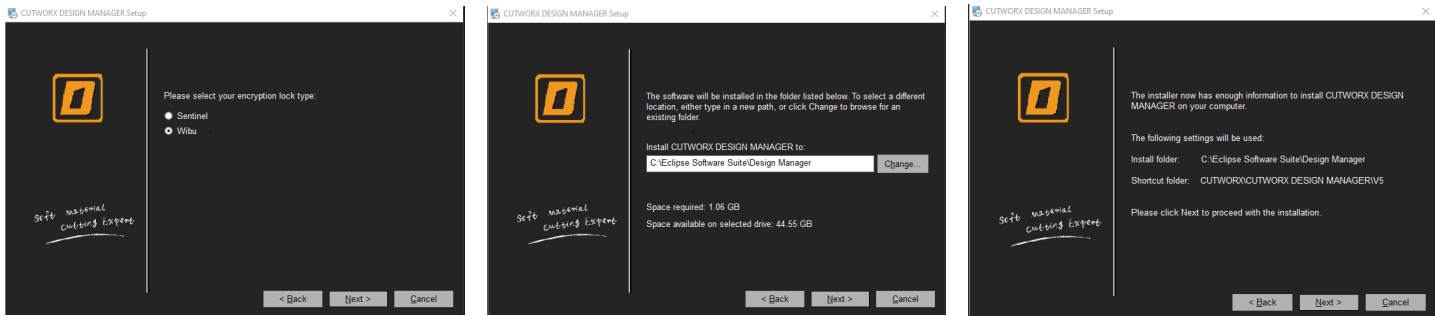 CUTWORX DESIGN MANAGER Setup
Please select your encryption lock type:
Sentinel
Wibu
Soft Material
Cutting Expert
< Back Next > Cancel
CUTWORX DESIGN MANAGER Setup
The software will be installed in the folder listed below. To select a different
location, either type in a new path, or click Change to browse for an
existing folder.
Install CUTWORX DESIGN MANAGER to:
C:\Eclipse Software Suite\Design Manager Change...
Space required: 1.06 GB
Space available on selected drive: 44.55 GB
Soft Material
Cutting Expert
< Back Next > Cancel
CUTWORX DESIGN MANAGER Setup
The installer now has enough information to install CUTWORX DESIGN
MANAGER on your computer.
The following settings will be used:
Install folder: C:\Eclipse Software Suite\Design Manager
Shortcut folder: CUTWORX\CUTWORX DESIGN MANAGER\V5
Please click Next to proceed with the installation.
Soft Material
Cutting Expert
< Back Next > Cancel